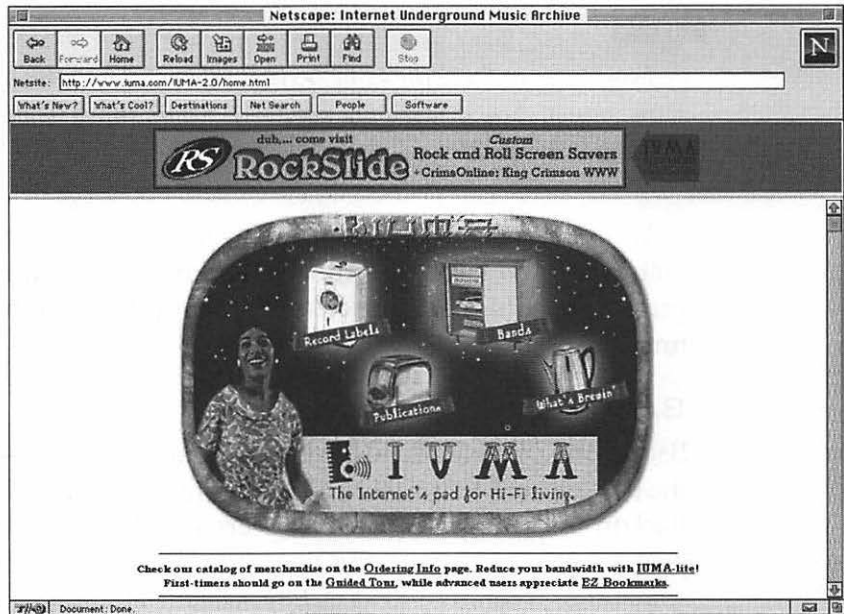 Netscape: Internet Underground Music Archive
Back Forward Home Reload Images Open Print Find Stop
N
Netsite: http://www.iuma.com/IUMA-2.0/home.html
What's New? What's Cool? Destinations Net Search People Software
duh,... come visit
RS RockSlide
Custom
Rock and Roll Screen Savers
+ CrimsOnline: King Crimson WWW
IUMA
Record Labels
Bands
Publications
What's Brewin'
IUMA
The Internet's pad for Hi-Fi living.
Check our catalog of merchandise on the Ordering Info page. Reduce your bandwidth with IUMA-lite!
First-timers should go on the Guided Tour, while advanced users appreciate EZ Bookmarks.
Document: Done.